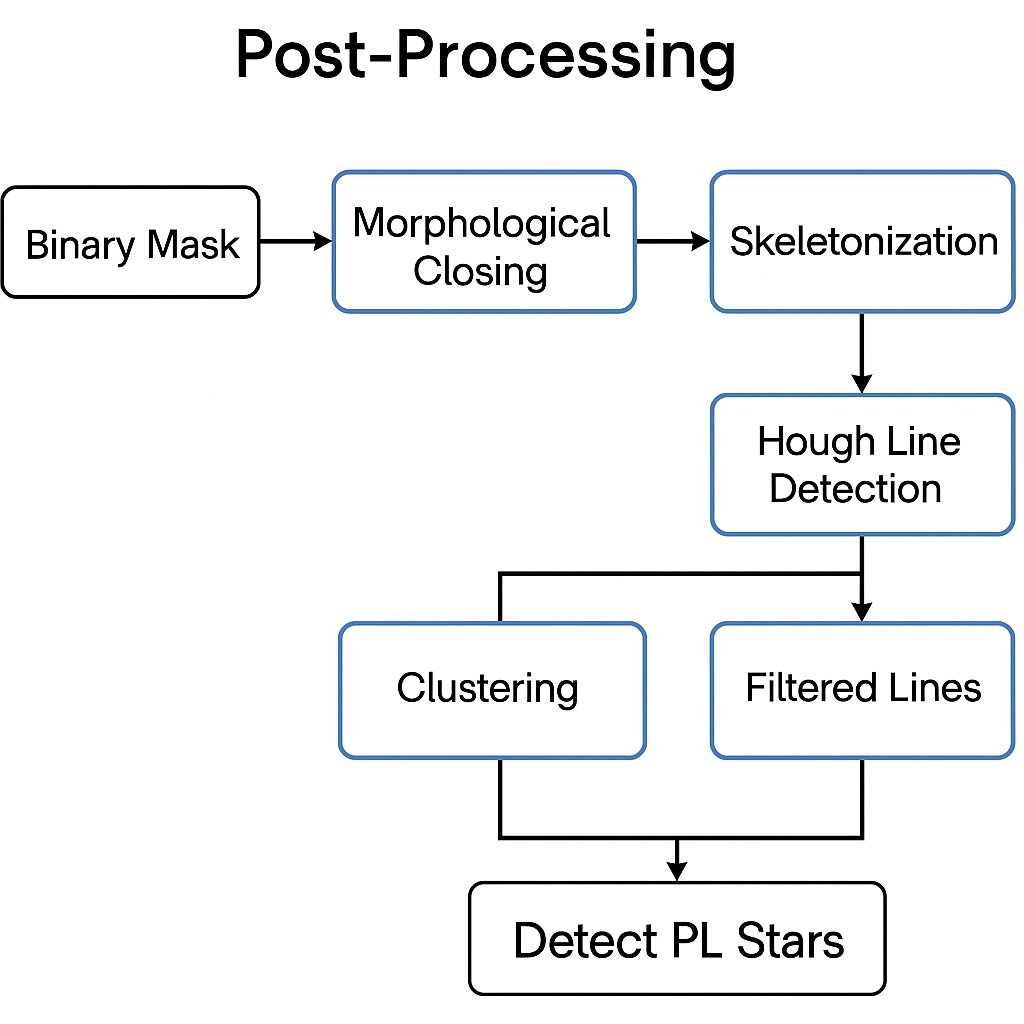 Post-Processing
Binary Mask
Morphological
Closing
Skeletonization
Hough Line
Detection
Clustering
Filtered Lines
Detect PL Stars